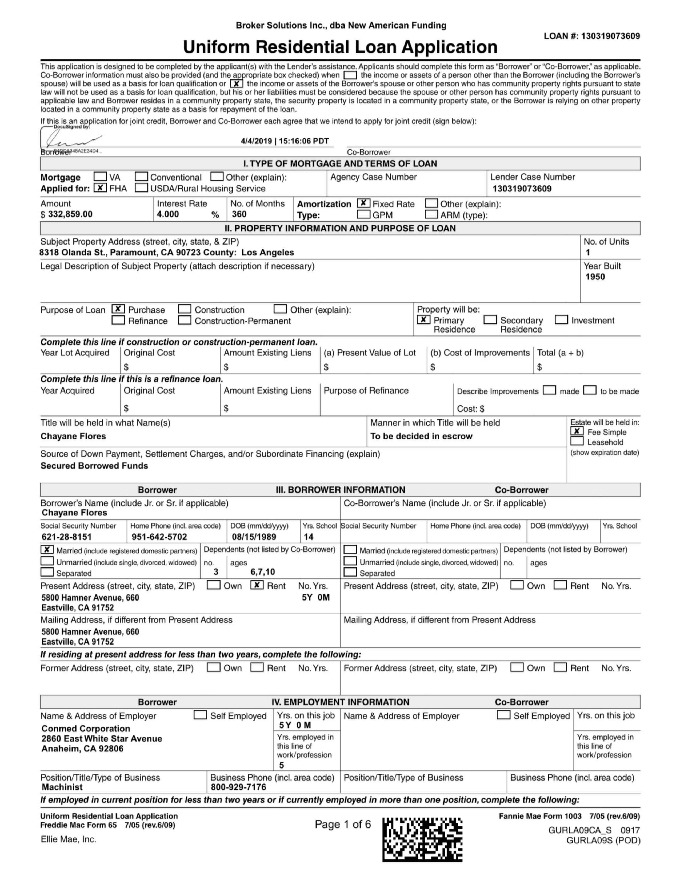 Broker Solutions Inc., dba New American Funding
LOAN #: 130319073609
Uniform Residential Loan Application
This application is designed to be completed by the applicant(s) with the Lender's assistance. Applicants should complete this form as "Borrower" or "Co-Borrower," as applicable.
Co-Borrower information must also be provided (and the appropriate box checked) when the income or assets of a person other than the Borrower (including the Borrower's
spouse) will be used as a basis for loan qualification or X the income or assets of the Borrower's spouse or other person who has community property rights pursuant to state
law will not be used as a basis for loan qualification, but his or her liabilities must be considered because the spouse or other person has community property rights pursuant to
applicable law and Borrower resides in a community property state, the security property is located in a community property state, or the Borrower is relying on other property
located in a community property state as a basis for repayment of the loan.
If this is an application for joint credit, Borrower and Co-Borrower each agree that we intend to apply for joint credit (sign below):
DocuSigned by:
4/4/2019 | 15:16:06 PDT
Borrower Co-Borrower
I. TYPE OF MORTGAGE AND TERMS OF LOAN
Mortgage VA Conventional Other (explain): Agency Case Number Lender Case Number
Applied for: X FHA USDA/Rural Housing Service 130319073609
Amount Interest Rate No. of Months Amortization X Fixed Rate Other (explain):
$ 332,859.00 4.000 % 360 Type: GPM ARM (type):
II. PROPERTY INFORMATION AND PURPOSE OF LOAN
Subject Property Address (street, city, state, & ZIP) No. of Units
8318 Olanda St., Paramount, CA 90723 County: Los Angeles 1
Legal Description of Subject Property (attach description if necessary) Year Built
1950
Purpose of Loan X Purchase Construction Other (explain): Property will be:
Refinance Construction-Permanent X Primary Residence Secondary Residence Investment
Complete this line if construction or construction-permanent loan.
Year Lot Acquired Original Cost Amount Existing Liens (a) Present Value of Lot (b) Cost of Improvements Total (a + b)
$ $ $ $ $
Complete this line if this is a refinance loan.
Year Acquired Original Cost Amount Existing Liens Purpose of Refinance Describe Improvements made to be made
$ $ Cost: $
Title will be held in what Name(s) Manner in which Title will be held Estate will be held in:
Chayane Flores To be decided in escrow X Fee Simple
Leasehold
Source of Down Payment, Settlement Charges, and/or Subordinate Financing (explain) (show expiration date)
Secured Borrowed Funds
Borrower III. BORROWER INFORMATION Co-Borrower
Borrower's Name (include Jr. or Sr. if applicable) Co-Borrower's Name (include Jr. or Sr. if applicable)
Chayane Flores
Social Security Number Home Phone (incl. area code) DOB (mm/dd/yyyy) Yrs. School Social Security Number Home Phone (incl. area code) DOB (mm/dd/yyyy) Yrs. School
621-28-8151 951-642-5702 08/15/1989 14
X Married (include registered domestic partners) Dependents (not listed by Co-Borrower) Married (include registered domestic partners) Dependents (not listed by Borrower)
Unmarried (include single, divorced, widowed) no. ages Unmarried (include single, divorced, widowed) no. ages
Separated 3 6,7,10 Separated
Present Address (street, city, state, ZIP) Own X Rent No. Yrs. Present Address (street, city, state, ZIP) Own Rent No. Yrs.
5800 Hamner Avenue, 660 5Y 0M
Eastville, CA 91752
Mailing Address, if different from Present Address Mailing Address, if different from Present Address
5800 Hamner Avenue, 660
Eastville, CA 91752
If residing at present address for less than two years, complete the following:
Former Address (street, city, state, ZIP) Own Rent No. Yrs. Former Address (street, city, state, ZIP) Own Rent No. Yrs.
Borrower IV. EMPLOYMENT INFORMATION Co-Borrower
Name & Address of Employer Self Employed Yrs. on this job Name & Address of Employer Self Employed Yrs. on this job
Conmed Corporation 5 Y 0 M
2860 East White Star Avenue Yrs. employed in this line of work/profession Yrs. employed in this line of work/profession
Anaheim, CA 92806
5
Position/Title/Type of Business Business Phone (incl. area code) Position/Title/Type of Business Business Phone (incl. area code)
Machinist 800-929-7176
If employed in current position for less than two years or if currently employed in more than one position, complete the following:
Uniform Residential Loan Application Fannie Mae Form 1003 7/05 (rev.6/09)
Freddie Mac Form 65 7/05 (rev.6/09) Page 1 of 6
GURLA09CA_S 0917
Ellie Mae, Inc. GURLA09S (POD)